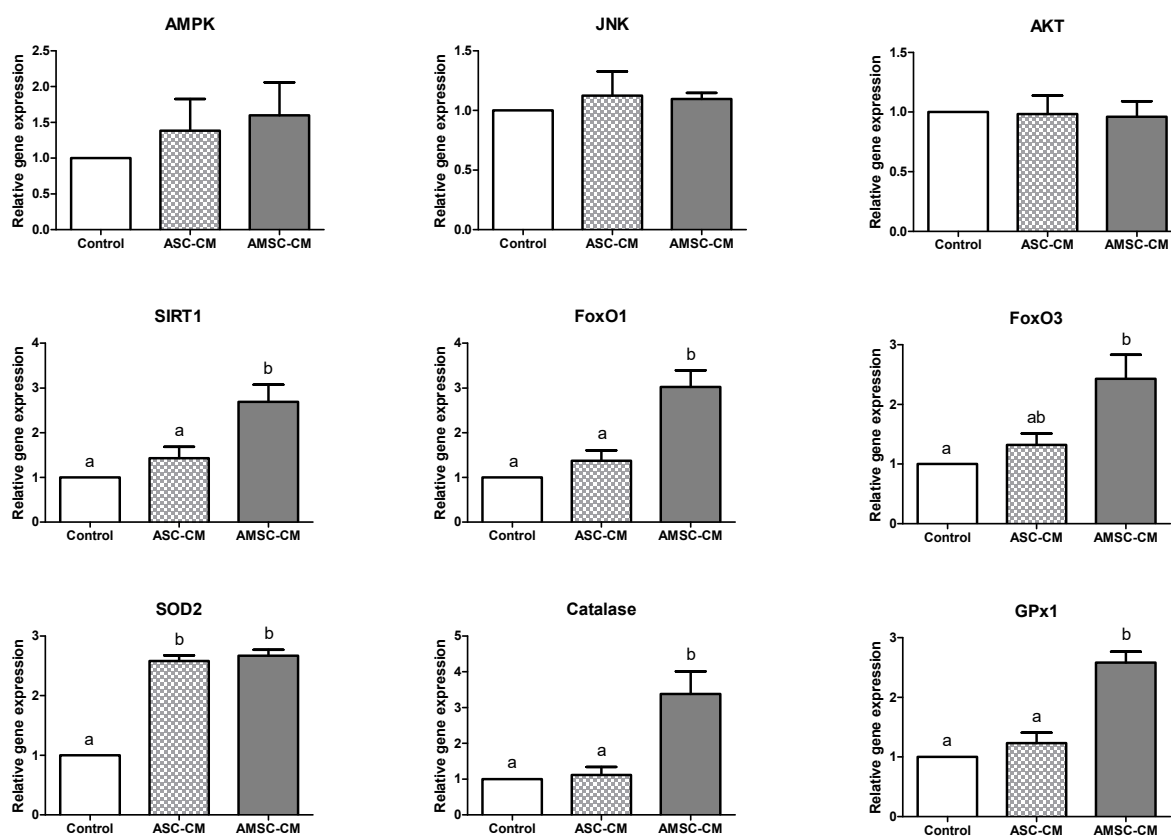 AMPK
Relative gene expression
2.5
2.0
1.5
1.0
0.5
0.0
Control ASC-CM AMSC-CM
JNK
Relative gene expression
1.5
1.0
0.5
0.0
Control ASC-CM AMSC-CM
AKT
Relative gene expression
1.5
1.0
0.5
0.0
Control ASC-CM AMSC-CM
SIRT1
Relative gene expression
4
3
2
1
0
a a b
Control ASC-CM AMSC-CM
FoxO1
Relative gene expression
4
3
2
1
0
a a b
Control ASC-CM AMSC-CM
FoxO3
Relative gene expression
3
2
1
0
a ab b
Control ASC-CM AMSC-CM
SOD2
Relative gene expression
3
2
1
0
a b b
Control ASC-CM AMSC-CM
Catalase
Relative gene expression
5
4
3
2
1
0
a a b
Control ASC-CM AMSC-CM
GPx1
Relative gene expression
3
2
1
0
a a b
Control ASC-CM AMSC-CM